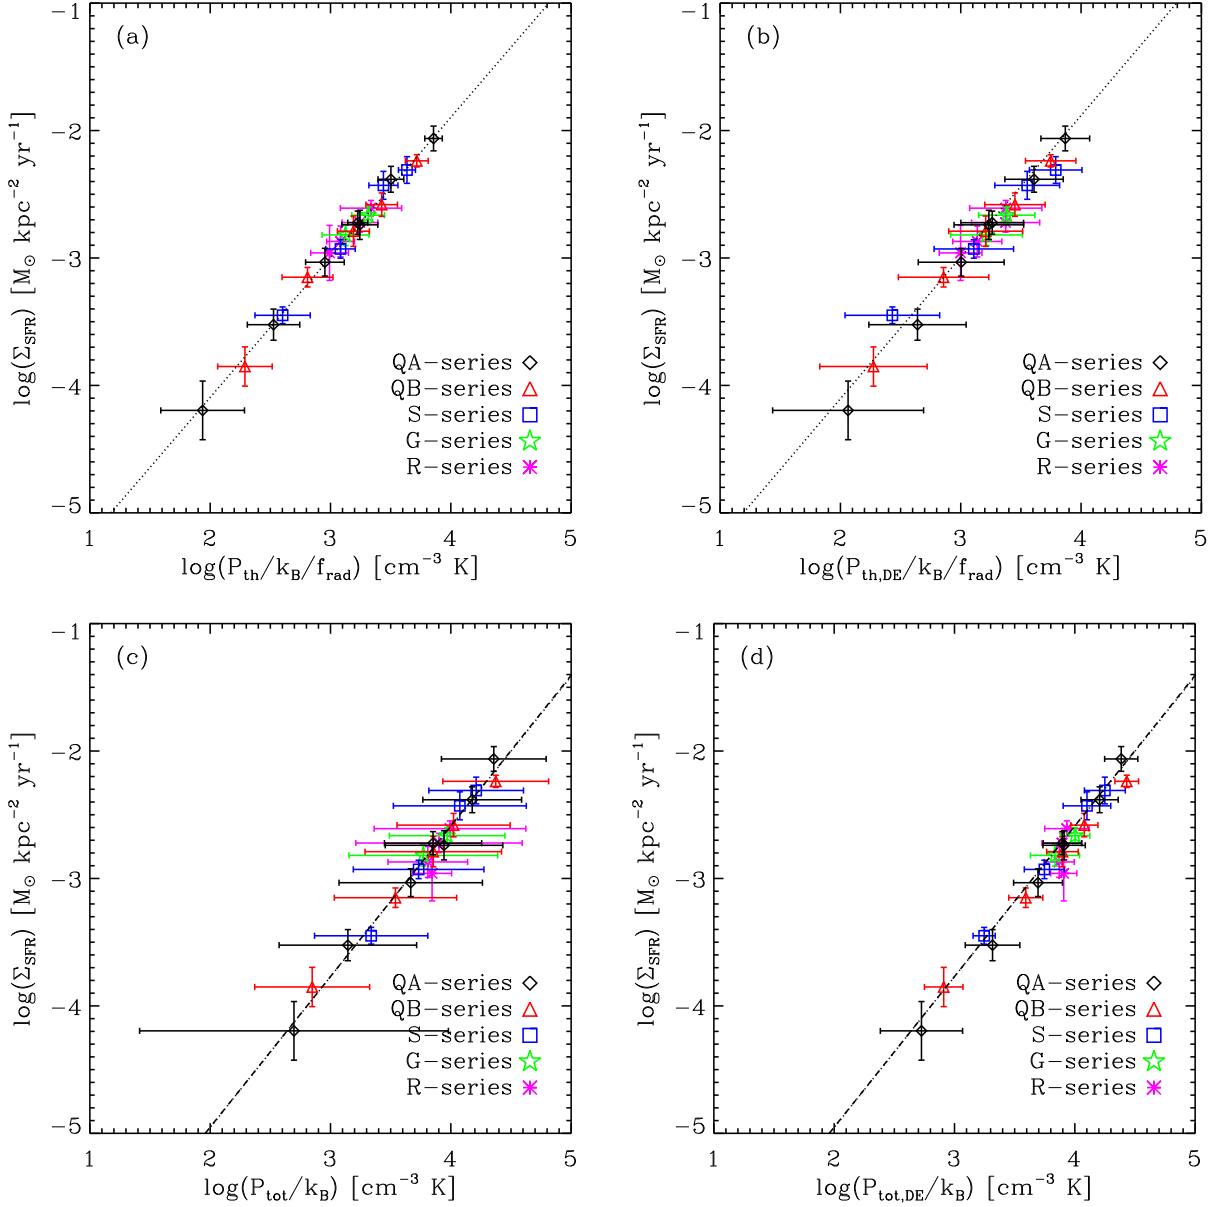 (a)
−1
−2
−3
−4
−5
log(Σ_SFR) [M_⊙ kpc⁻² yr⁻¹]
QA−series
QB−series
S−series
G−series
R−series
1 2 3 4 5
log(P_th/k_B/f_rad) [cm⁻³ K]
(b)
−1
−2
−3
−4
−5
log(Σ_SFR) [M_⊙ kpc⁻² yr⁻¹]
QA−series
QB−series
S−series
G−series
R−series
1 2 3 4 5
log(P_th,DE/k_B/f_rad) [cm⁻³ K]
(c)
−1
−2
−3
−4
−5
log(Σ_SFR) [M_⊙ kpc⁻² yr⁻¹]
QA−series
QB−series
S−series
G−series
R−series
1 2 3 4 5
log(P_tot/k_B) [cm⁻³ K]
(d)
−1
−2
−3
−4
−5
log(Σ_SFR) [M_⊙ kpc⁻² yr⁻¹]
QA−series
QB−series
S−series
G−series
R−series
1 2 3 4 5
log(P_tot,DE/k_B) [cm⁻³ K]